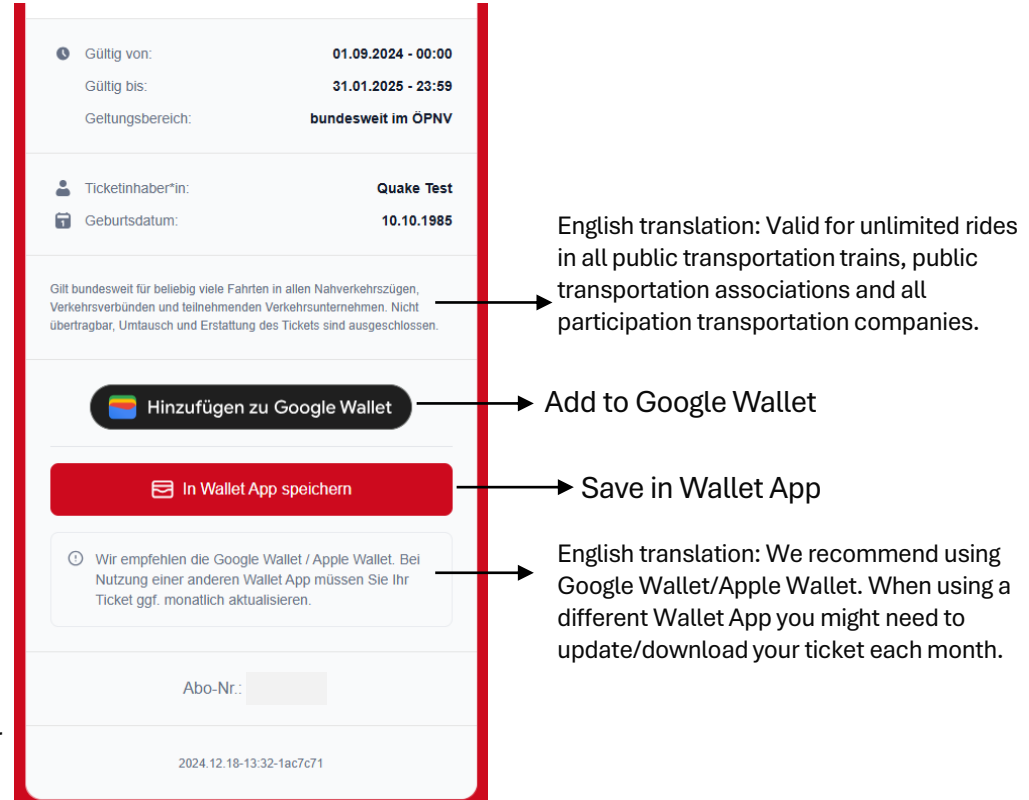 Gültig von: 01.09.2024 - 00:00
Gültig bis: 31.01.2025 - 23:59
Geltungsbereich: bundesweit im ÖPNV
Ticketinhaber*in: Quake Test
Geburtsdatum: 10.10.1985
Gilt bundesweit für beliebig viele Fahrten in allen Nahverkehrszügen,
Verkehrsverbünden und teilnehmenden Verkehrsunternehmen. Nicht
übertragbar, Umtausch und Erstattung des Tickets sind ausgeschlossen.
English translation: Valid for unlimited rides
in all public transportation trains, public
transportation associations and all
participation transportation companies.
Hinzufügen zu Google Wallet
Add to Google Wallet
In Wallet App speichern
Save in Wallet App
Wir empfehlen die Google Wallet / Apple Wallet. Bei
Nutzung einer anderen Wallet App müssen Sie Ihr
Ticket ggf. monatlich aktualisieren.
English translation: We recommend using
Google Wallet/Apple Wallet. When using a
different Wallet App you might need to
update/download your ticket each month.
Abo-Nr.:
2024.12.18-13:32-1ac7c71